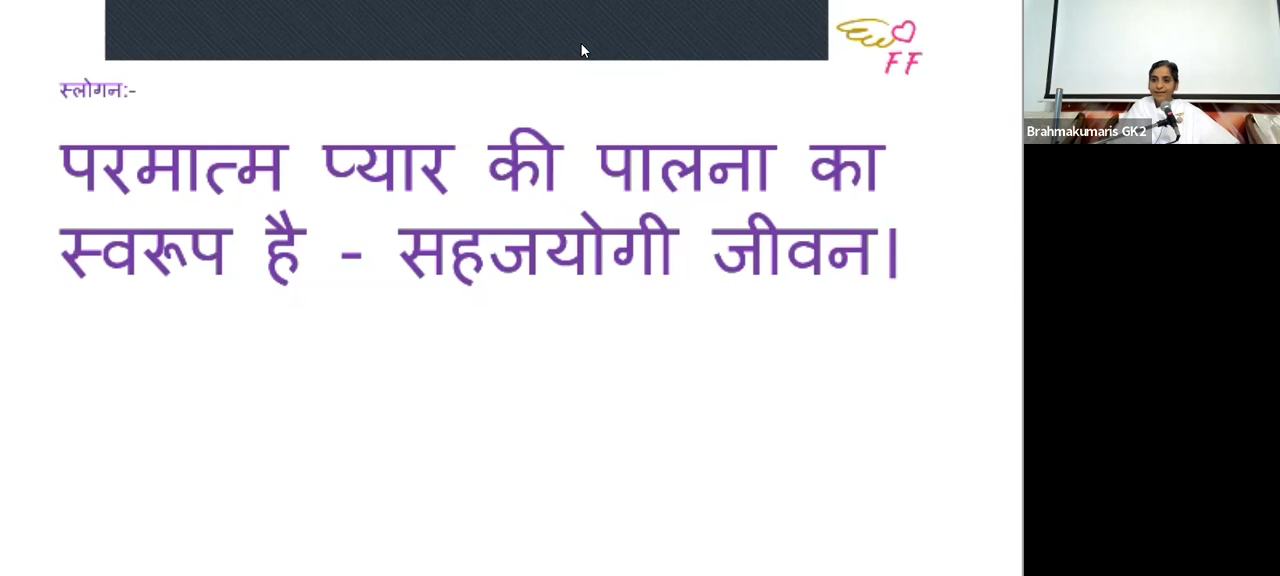 FF
स्लोगन:-
परमात्म प्यार की पालना का
स्वरूप है - सहजयोगी जीवन।
Brahmakumaris GK2